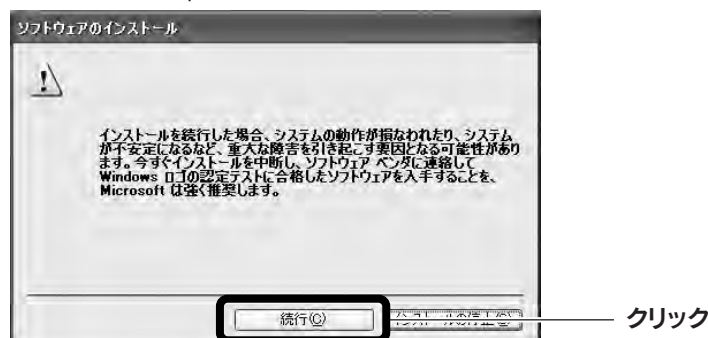 ソフトウェアのインストール
インストールを続行した場合、システムの動作が損なわれたり、システム
が不安定になるなど、重大な障害を引き起こす要因となる可能性があり
ます。今すぐインストールを中断し、ソフトウェア ベンダに連絡して
Windows ロゴの認定テストに合格したソフトウェアを入手することを、
Microsoft は強く推奨します。
続行(C)
クリック